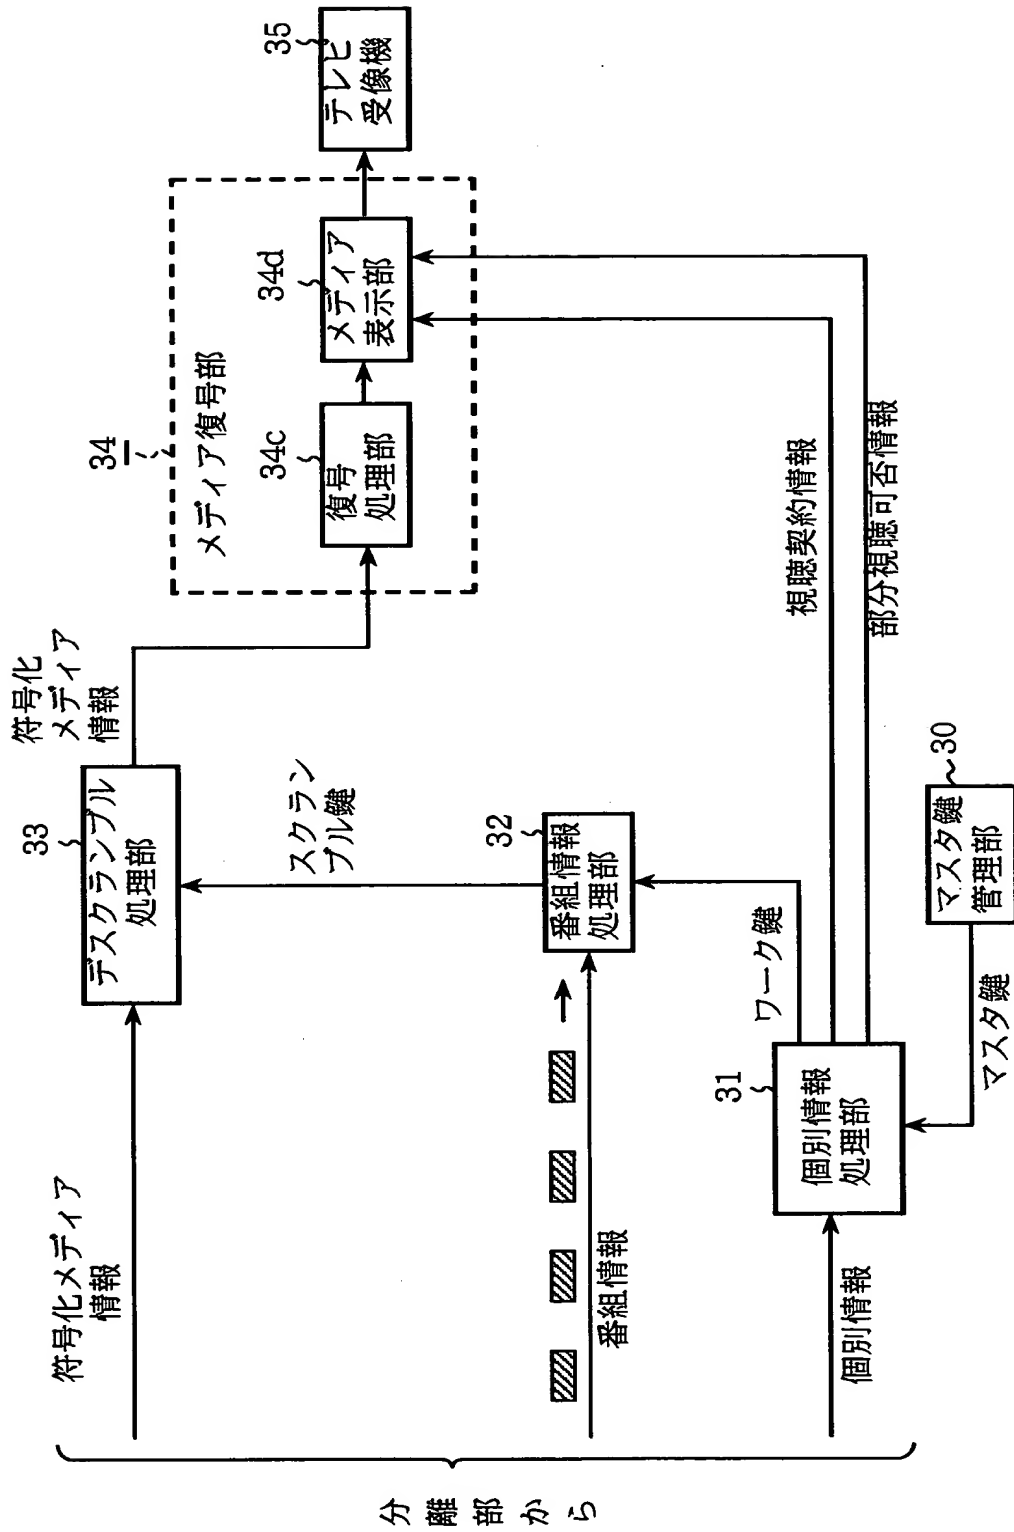 分離部から
符号化メディア
情報
番組情報
個別情報
33
デスクランブル
処理部
スクラン
ブル鍵
32
番組情報
処理部
31
個別情報
処理部
ワーク鍵
マスタ鍵
30
マスタ鍵
管理部
符号化
メディア
情報
34
メディア復号部
34c
復号
処理部
34d
メディア
表示部
視聴契約情報
部分視聴可否情報
35
テレビ
受像機